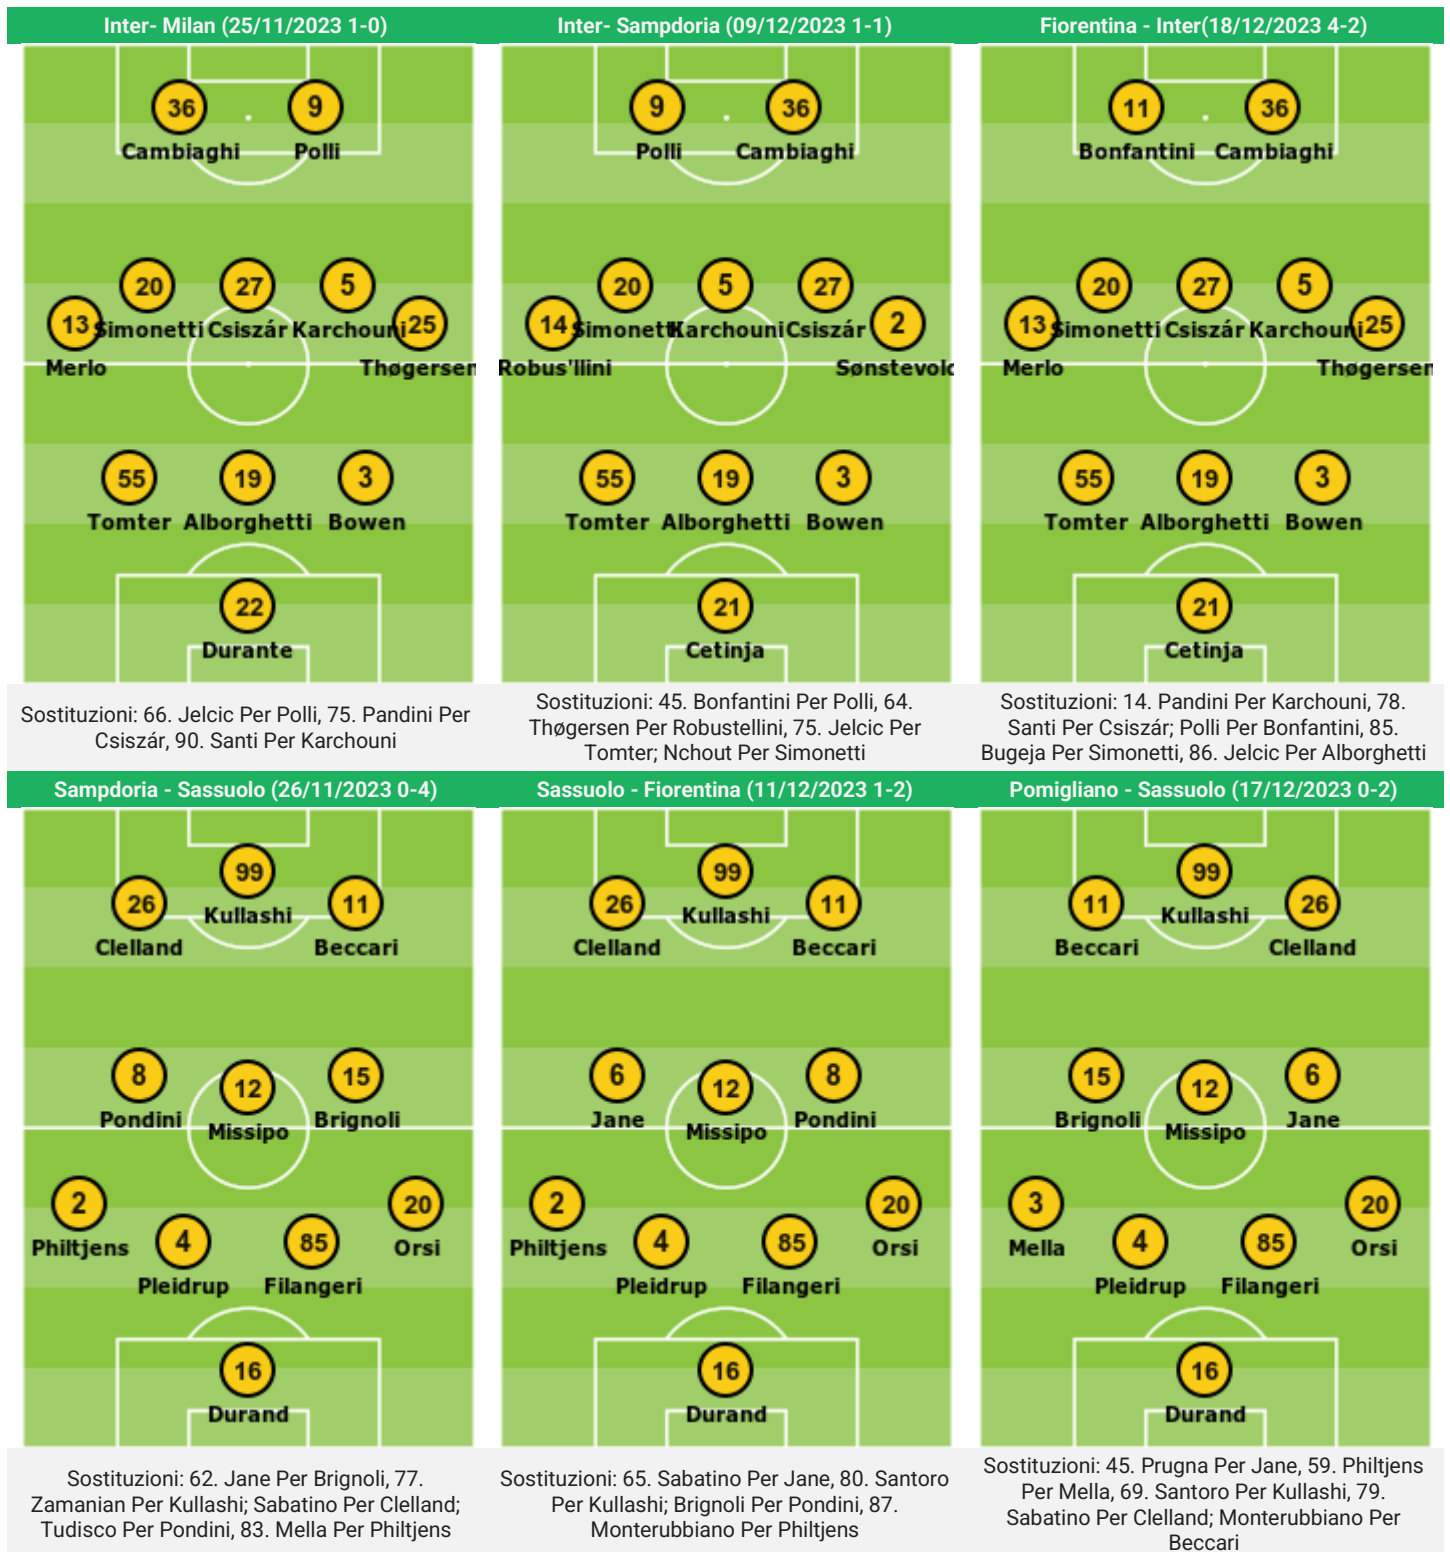 Inter- Milan (25/11/2023 1-0)
Inter- Sampdoria (09/12/2023 1-1)
Fiorentina - Inter(18/12/2023 4-2)
36 9
Cambiaghi Polli
20 27 5
13 Simonetti Csiszár Karchouni 25
Merlo Thøgersen
55 19 3
Tomter Alborghetti Bowen
22
Durante
9 36
Polli Cambiaghi
20 5 27
14 Simonetti Karchouni Csiszár 2
Robus'llini Sønstevold
55 19 3
Tomter Alborghetti Bowen
21
Cetinja
11 36
Bonfantini Cambiaghi
20 27 5
13 Simonetti Csiszár Karchouni 25
Merlo Thøgersen
55 19 3
Tomter Alborghetti Bowen
21
Cetinja
Sostituzioni: 66. Jelcic Per Polli, 75. Pandini Per
Csiszár, 90. Santi Per Karchouni
Sostituzioni: 45. Bonfantini Per Polli, 64.
Thøgersen Per Robustellini, 75. Jelcic Per
Tomter; Nchout Per Simonetti
Sostituzioni: 14. Pandini Per Karchouni, 78.
Santi Per Csiszár; Polli Per Bonfantini, 85.
Bugeja Per Simonetti, 86. Jelcic Per Alborghetti
Sampdoria - Sassuolo (26/11/2023 0-4)
Sassuolo - Fiorentina (11/12/2023 1-2)
Pomigliano - Sassuolo (17/12/2023 0-2)
99
26 Kullashi 11
Clelland Beccari
8 12 15
Pondini Missipo Brignoli
2 20
Philtjens 4 85 Orsi
Pleidrup Filangeri
16
Durand
99
26 Kullashi 11
Clelland Beccari
6 12 8
Jane Missipo Pondini
2 20
Philtjens 4 85 Orsi
Pleidrup Filangeri
16
Durand
99
11 Kullashi 26
Beccari Clelland
15 12 6
Brignoli Missipo Jane
3 20
Mella 4 85 Orsi
Pleidrup Filangeri
16
Durand
Sostituzioni: 62. Jane Per Brignoli, 77.
Zamanian Per Kullashi; Sabatino Per Clelland;
Tudisco Per Pondini, 83. Mella Per Philtjens
Sostituzioni: 65. Sabatino Per Jane, 80. Santoro
Per Kullashi; Brignoli Per Pondini, 87.
Monterubbiano Per Philtjens
Sostituzioni: 45. Prugna Per Jane, 59. Philtjens
Per Mella, 69. Santoro Per Kullashi, 79.
Sabatino Per Clelland; Monterubbiano Per
Beccari